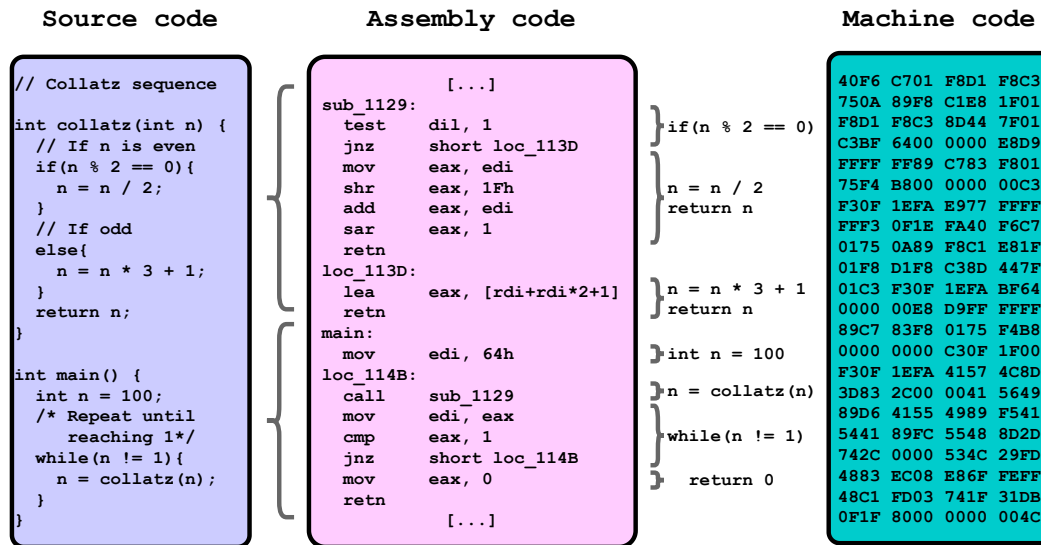 Source code
// Collatz sequence
int collatz(int n) {
// If n is even
if(n % 2 == 0){
n = n / 2;
}
// If odd
else{
n = n * 3 + 1;
}
return n;
}
int main() {
int n = 100;
/* Repeat until
reaching 1*/
while(n != 1){
n = collatz(n);
}
}
Assembly code
[...]
sub_1129:
test dil, 1
jnz short loc_113D
mov eax, edi
shr eax, 1Fh
add eax, edi
sar eax, 1
retn
loc_113D:
lea eax, [rdi+rdi*2+1]
retn
main:
mov edi, 64h
loc_114B:
call sub_1129
mov edi, eax
cmp eax, 1
jnz short loc_114B
mov eax, 0
retn
[...]
if(n % 2 == 0)
n = n / 2
return n
n = n * 3 + 1
return n
int n = 100
n = collatz(n)
while(n != 1)
return 0
Machine code
40F6 C701 F8D1 F8C3
750A 89F8 C1E8 1F01
F8D1 F8C3 8D44 7F01
C3BF 6400 0000 E8D9
FFFF FF89 C783 F801
75F4 B800 0000 00C3
F30F 1EFA E977 FFFF
FFF3 0F1E FA40 F6C7
0175 0A89 F8C1 E81F
01F8 D1F8 C38D 447F
01C3 F30F 1EFA BF64
0000 00E8 D9FF FFFF
89C7 83F8 0175 F4B8
0000 0000 C30F 1F00
F30F 1EFA 4157 4C8D
3D83 2C00 0041 5649
89D6 4155 4989 F541
5441 89FC 5548 8D2D
742C 0000 534C 29FD
4883 EC08 E86F FEFF
48C1 FD03 741F 31DB
0F1F 8000 0000 004C